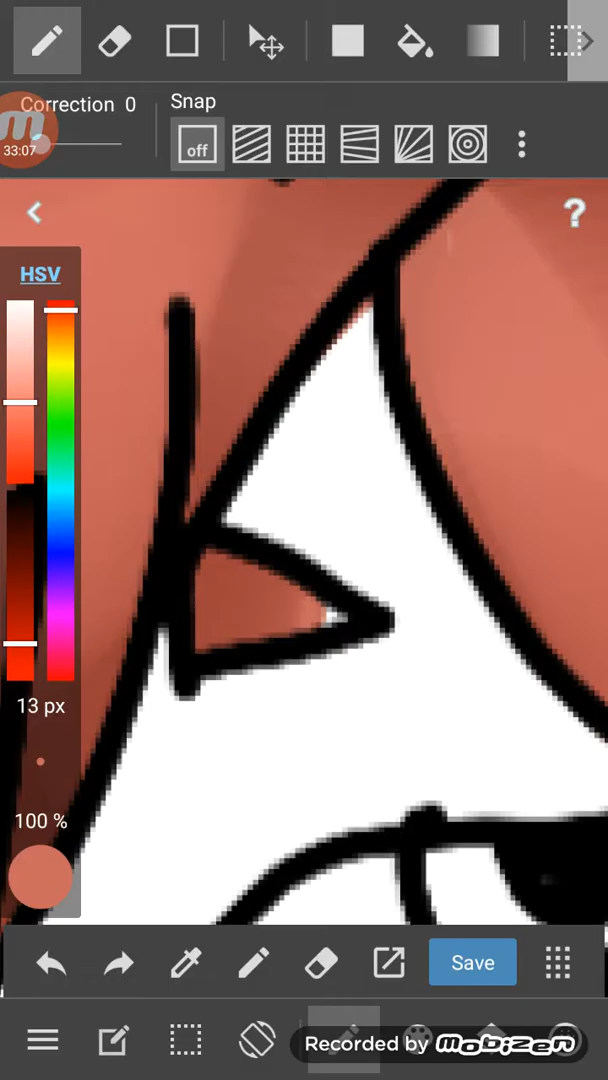 Correction 0
Snap
m
33:07
off
?
HSV
13 px
100 %
Save
Recorded by mobizen